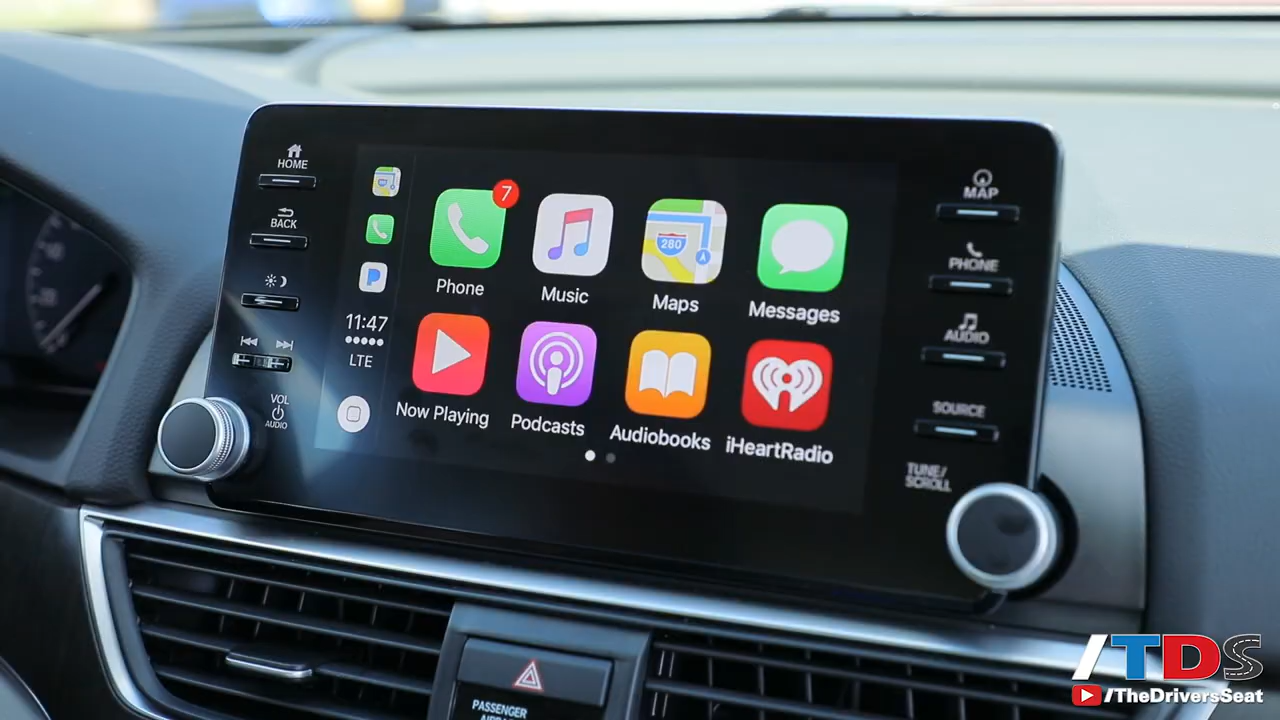 HOME
BACK
VOL
AUDIO
11:47
LTE
7
280
Phone
Music
Maps
Messages
Now Playing
Podcasts
Audiobooks
iHeartRadio
MAP
PHONE
AUDIO
SOURCE
TUNE/
SCROLL
PASSENGER
/TDS
/TheDriversSeat